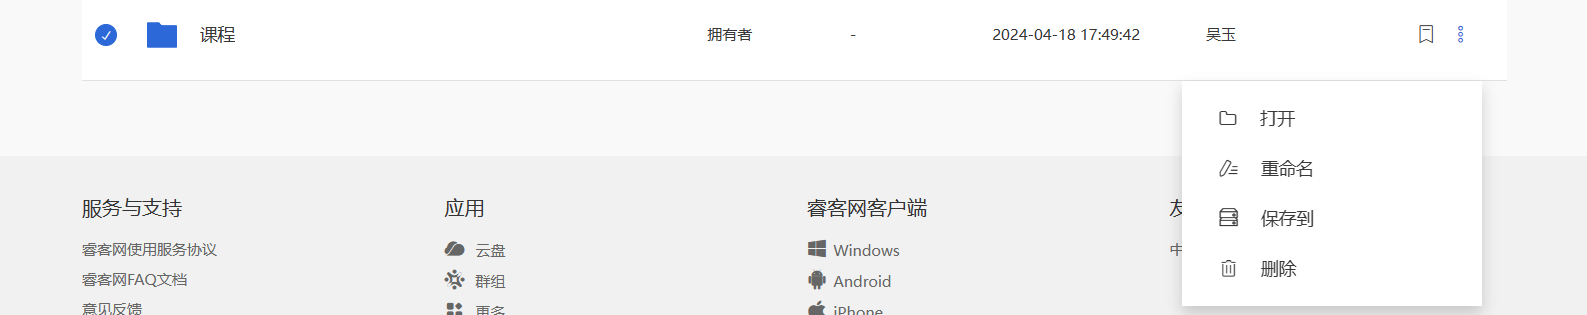 课程 拥有者 - 2024-04-18 17:49:42 吴玉
打开
重命名
保存到
删除
服务与支持 应用 睿客网客户端 友
睿客网使用服务协议 云盘 Windows 中
睿客网FAQ文档 群组 Android
意见反馈 更多 iPhone